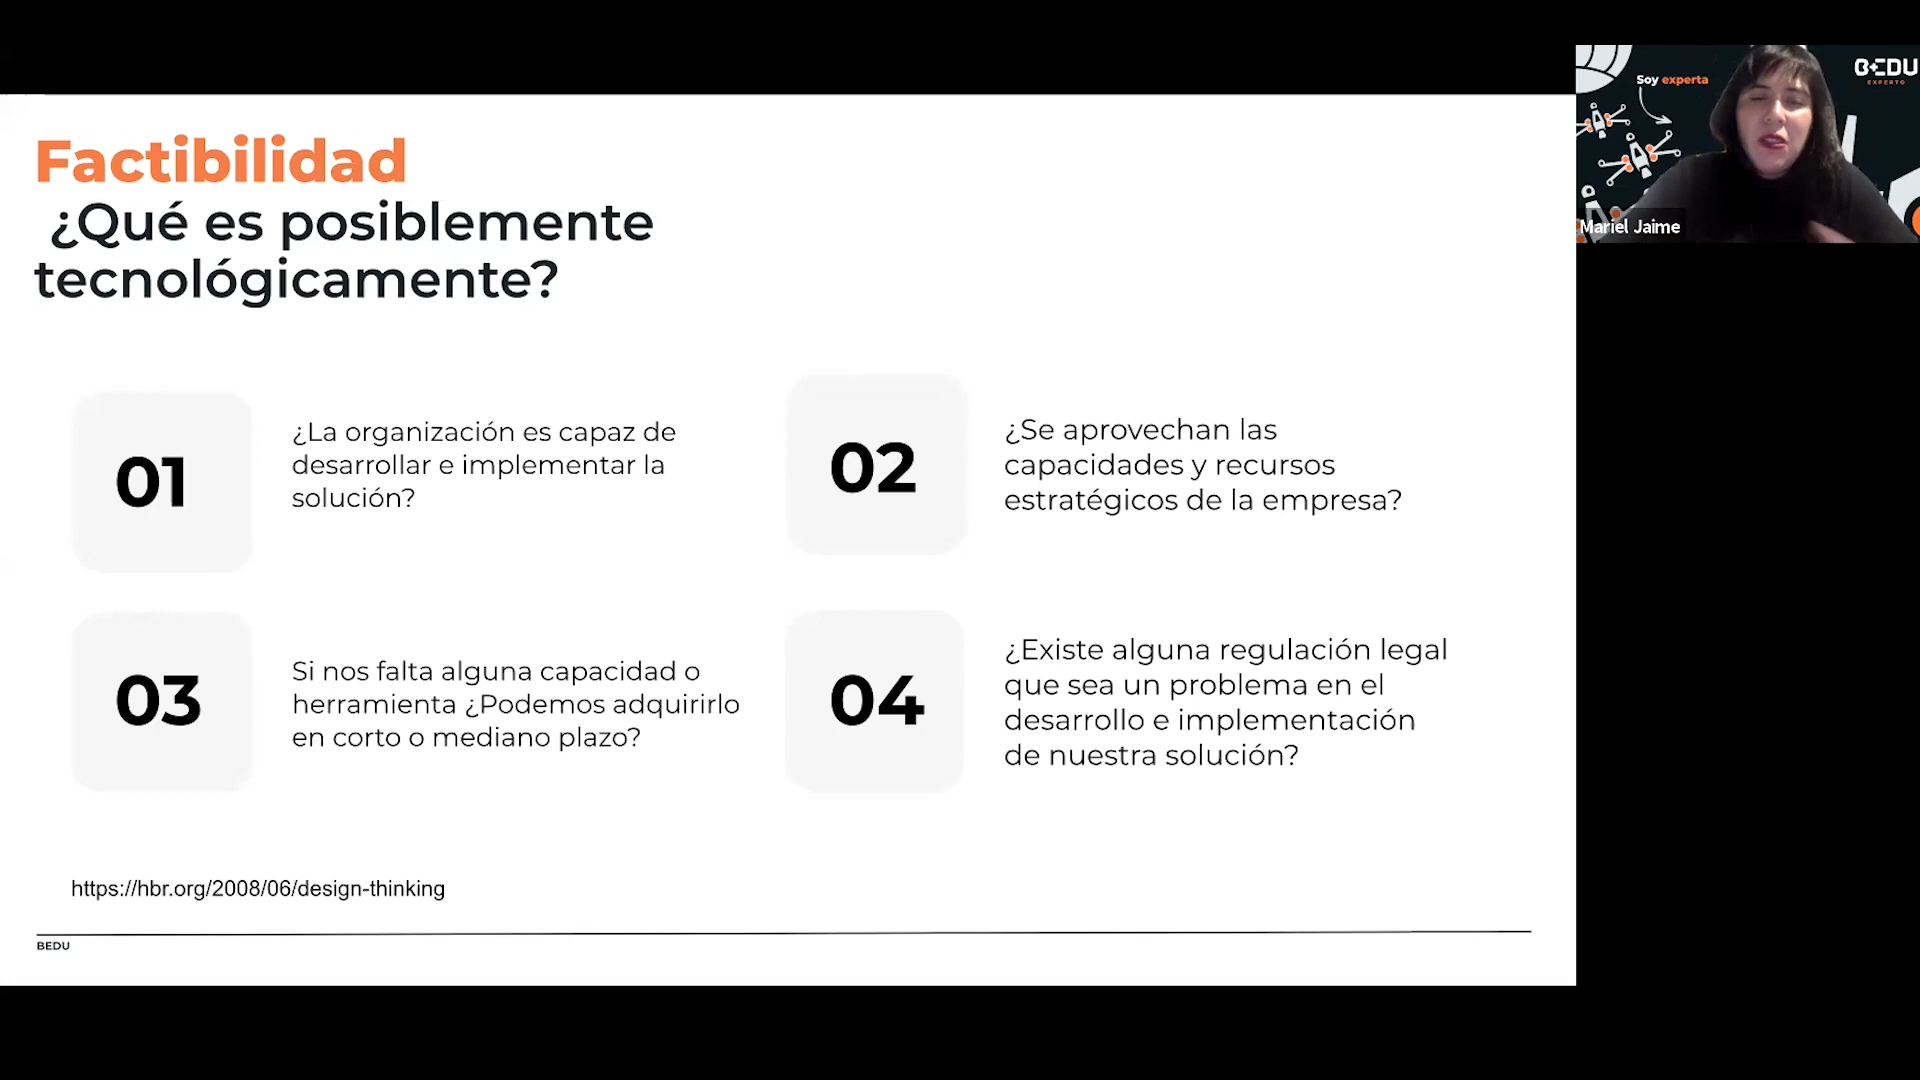 Factibilidad
¿Qué es posiblemente
tecnológicamente?
01
¿La organización es capaz de
desarrollar e implementar la
solución?
02
¿Se aprovechan las
capacidades y recursos
estratégicos de la empresa?
03
Si nos falta alguna capacidad o
herramienta ¿Podemos adquirirlo
en corto o mediano plazo?
04
¿Existe alguna regulación legal
que sea un problema en el
desarrollo e implementación
de nuestra solución?
https://hbr.org/2008/06/design-thinking
BEDU
Soy experta
BEDU
EXPERTO
Mariel Jaime